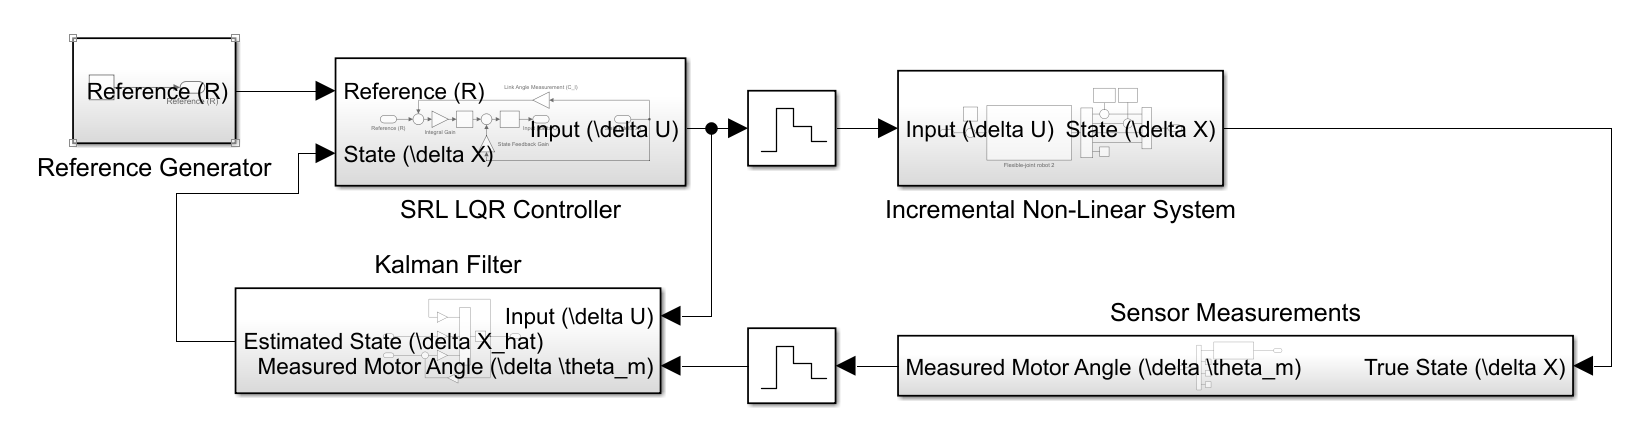 Reference (R)
Reference (R)
Reference Generator
Reference (R)
State (\delta X)
Input (\delta U)
Link Angle Measurement (C_l)
Reference (R)
Integral Gain
State Feedback Gain
SRL LQR Controller
Input (\delta U)
State (\delta X)
Flexible-joint robot 2
Incremental Non-Linear System
Kalman Filter
Input (\delta U)
Estimated State (\delta X_hat)
Measured Motor Angle (\delta \theta_m)
Sensor Measurements
Measured Motor Angle (\delta \theta_m)
True State (\delta X)